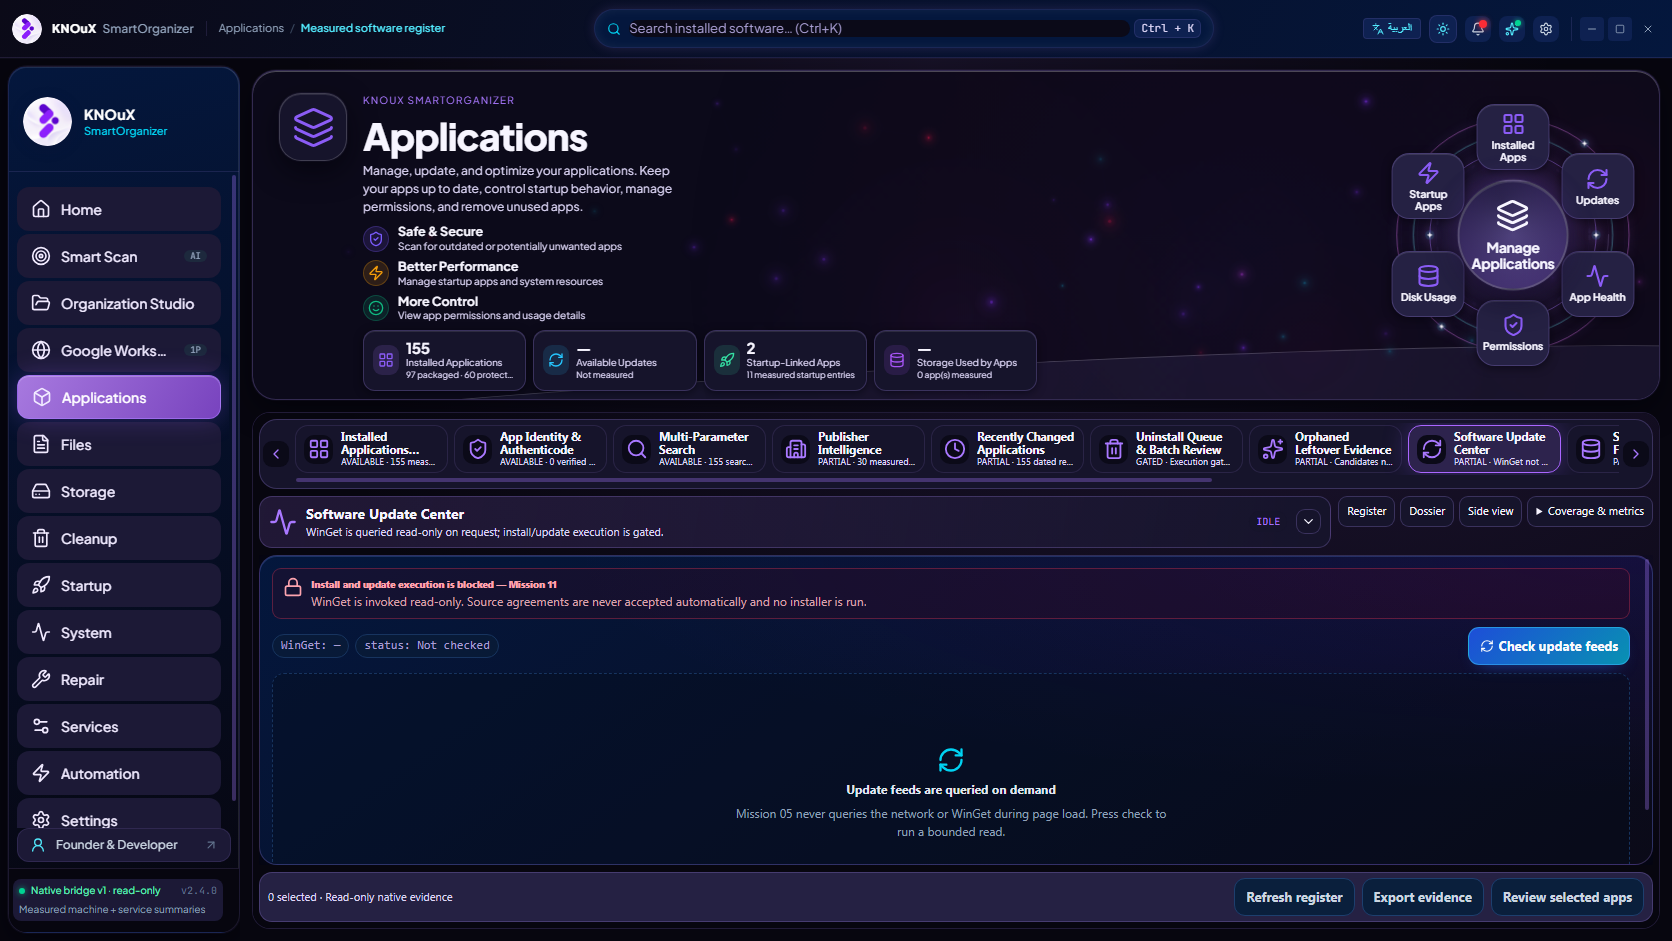 KNOuX SmartOrganizer
Applications / Measured software register
Search installed software... (Ctrl+K)
Ctrl + K
العربية
KNOuX
SmartOrganizer
Home
Smart Scan AI
Organization Studio
Google Works... 1P
Applications
Files
Storage
Cleanup
Startup
System
Repair
Services
Automation
Settings
Founder & Developer
Native bridge v1 · read-only v2.4.0
Measured machine + service summaries
KNOUX SMARTORGANIZER
Applications
Manage, update, and optimize your applications. Keep
your apps up to date, control startup behavior, manage
permissions, and remove unused apps.
Safe & Secure
Scan for outdated or potentially unwanted apps
Better Performance
Manage startup apps and system resources
More Control
View app permissions and usage details
155
Installed Applications
97 packaged · 60 protect...
—
Available Updates
Not measured
2
Startup-Linked Apps
11 measured startup entries
—
Storage Used by Apps
0 app(s) measured
Installed
Apps
Startup
Apps
Updates
Manage
Applications
Disk Usage
App Health
Permissions
Installed
Applications...
AVAILABLE · 155 meas...
App Identity &
Authenticode
AVAILABLE · 0 verified ...
Multi-Parameter
Search
AVAILABLE · 155 searc...
Publisher
Intelligence
PARTIAL · 30 measured...
Recently Changed
Applications
PARTIAL · 155 dated re...
Uninstall Queue
& Batch Review
GATED · Execution gat...
Orphaned
Leftover Evidence
PARTIAL · Candidates n...
Software Update
Center
PARTIAL · WinGet not ...
Software Update Center
WinGet is queried read-only on request; install/update execution is gated.
IDLE
Register
Dossier
Side view
Coverage & metrics
Install and update execution is blocked — Mission 11
WinGet is invoked read-only. Source agreements are never accepted automatically and no installer is run.
WinGet: —
status: Not checked
Check update feeds
Update feeds are queried on demand
Mission 05 never queries the network or WinGet during page load. Press check to
run a bounded read.
0 selected · Read-only native evidence
Refresh register
Export evidence
Review selected apps